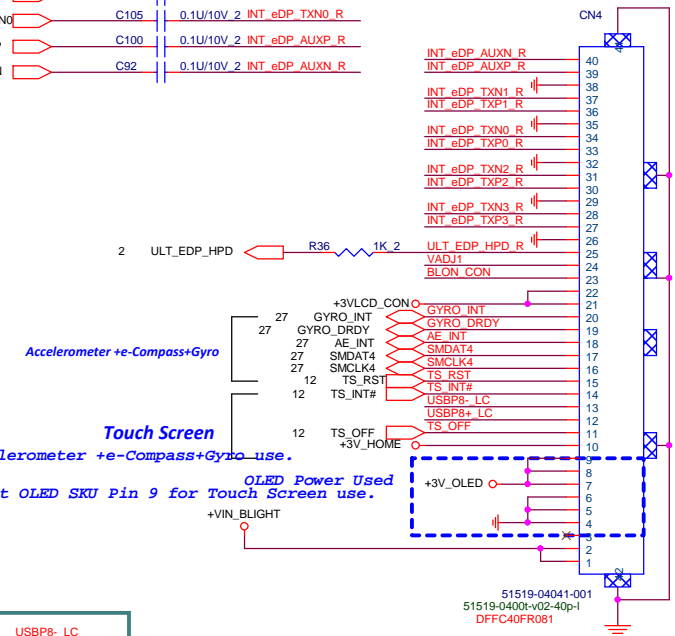 N0 C105 0.1U/10V_2 INT_eDP_TXN0_R
C100 0.1U/10V_2 INT_eDP_AUXP_R
C92 0.1U/10V_2 INT_eDP_AUXN_R
CN4
INT_eDP_AUXN_R 40
INT_eDP_AUXP_R 39
38
INT_eDP_TXN1_R 37
INT_eDP_TXP1_R 36
35
INT_eDP_TXN0_R 34
INT_eDP_TXP0_R 33
32
INT_eDP_TXN2_R 31
INT_eDP_TXP2_R 30
29
INT_eDP_TXN3_R 28
INT_eDP_TXP3_R 27
26
2 ULT_EDP_HPD R36 1K_2 ULT_EDP_HPD_R 25
VADJ1 24
BLON_CON 23
22
+3VLCD_CON 21
27 GYRO_INT GYRO_INT 20
27 GYRO_DRDY GYRO_DRDY 19
27 AE_INT AE_INT 18
Accelerometer +e-Compass+Gyro
27 SMDAT4 SMDAT4 17
27 SMCLK4 SMCLK4 16
12 TS_RST TS_RST 15
12 TS_INT# TS_INT# 14
USBP8-_LC 13
USBP8+_LC 12
Touch Screen
12 TS_OFF TS_OFF 11
+3V_HOME 10
lerometer +e-Compass+Gyro use.
9
8
OLED Power Used
+3V_OLED 7
t OLED SKU Pin 9 for Touch Screen use.
6
5
+VIN_BLIGHT
4
3
2
1
42
51519-04041-001
51519-0400t-v02-40p-l
DFFC40FR081
USBP8-_LC